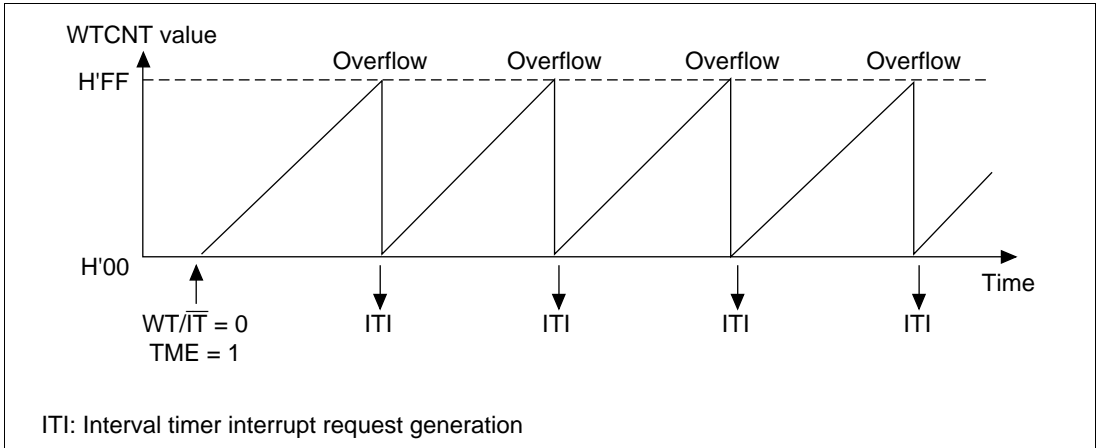 WTCNT value
Overflow Overflow Overflow Overflow
H'FF
H'00
Time
WT/I̅T̅ = 0
TME = 1
ITI ITI ITI ITI
ITI: Interval timer interrupt request generation